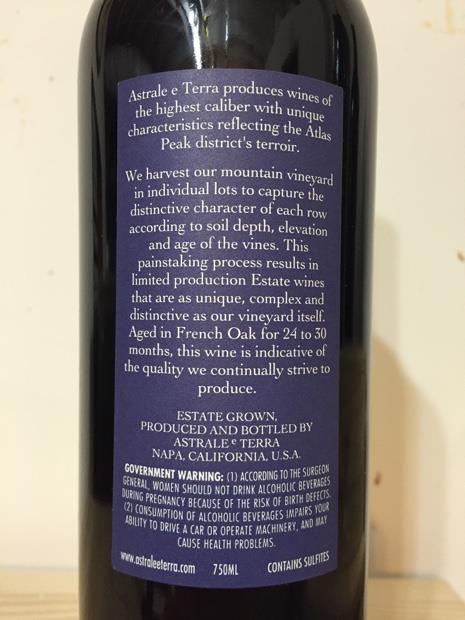 Astrale e Terra produces wines of
the highest caliber with unique
characteristics reflecting the Atlas
Peak district's terroir.
We harvest our mountain vineyard
in individual lots to capture the
distinctive character of each row
according to soil depth, elevation
and age of the vines. This
painstaking process results in
limited production Estate wines
that are as unique, complex and
distinctive as our vineyard itself.
Aged in French Oak for 24 to 30
months, this wine is indicative of
the quality we continually strive to
produce.
ESTATE GROWN,
PRODUCED AND BOTTLED BY
ASTRALE e TERRA
NAPA, CALIFORNIA, U.S.A.
GOVERNMENT WARNING: (1) ACCORDING TO THE SURGEON
GENERAL, WOMEN SHOULD NOT DRINK ALCOHOLIC BEVERAGES
DURING PREGNANCY BECAUSE OF THE RISK OF BIRTH DEFECTS.
(2) CONSUMPTION OF ALCOHOLIC BEVERAGES IMPAIRS YOUR
ABILITY TO DRIVE A CAR OR OPERATE MACHINERY, AND MAY
CAUSE HEALTH PROBLEMS.
www.astraleeterra.com 750ML CONTAINS SULFITES